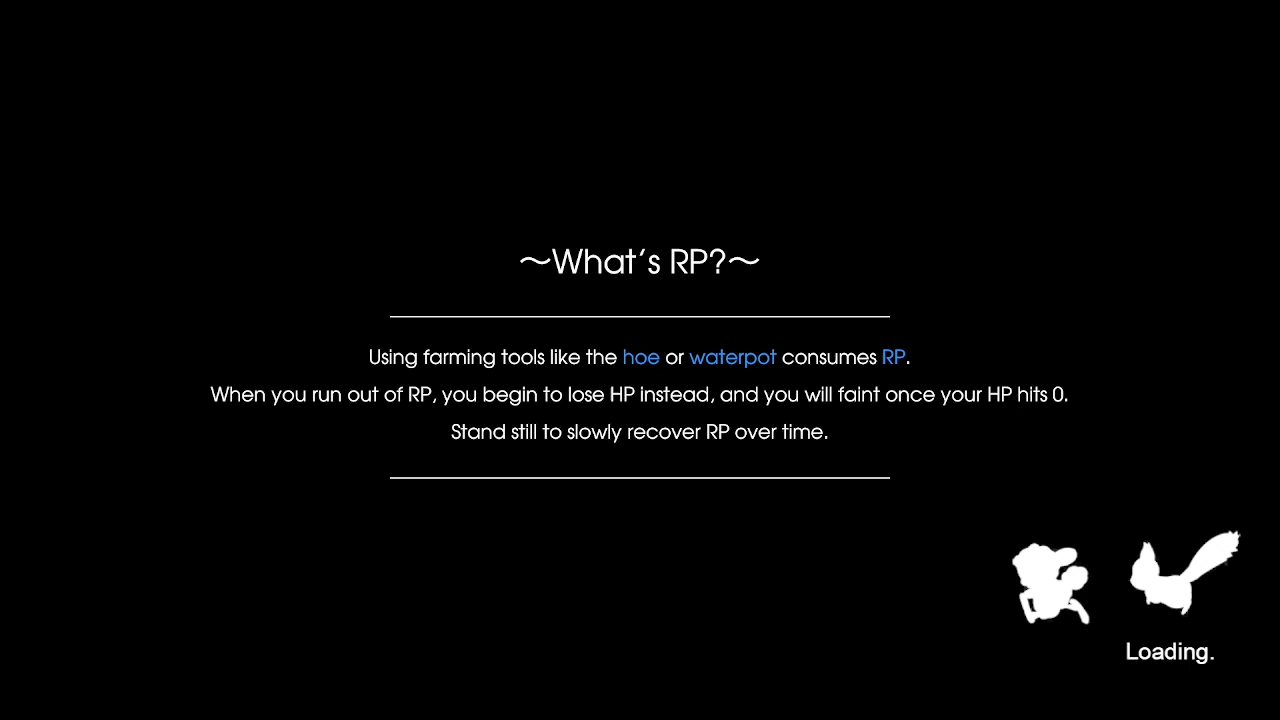 ～What's RP?～
Using farming tools like the hoe or waterpot consumes RP.
When you run out of RP, you begin to lose HP instead, and you will faint once your HP hits 0.
Stand still to slowly recover RP over time.
Loading.